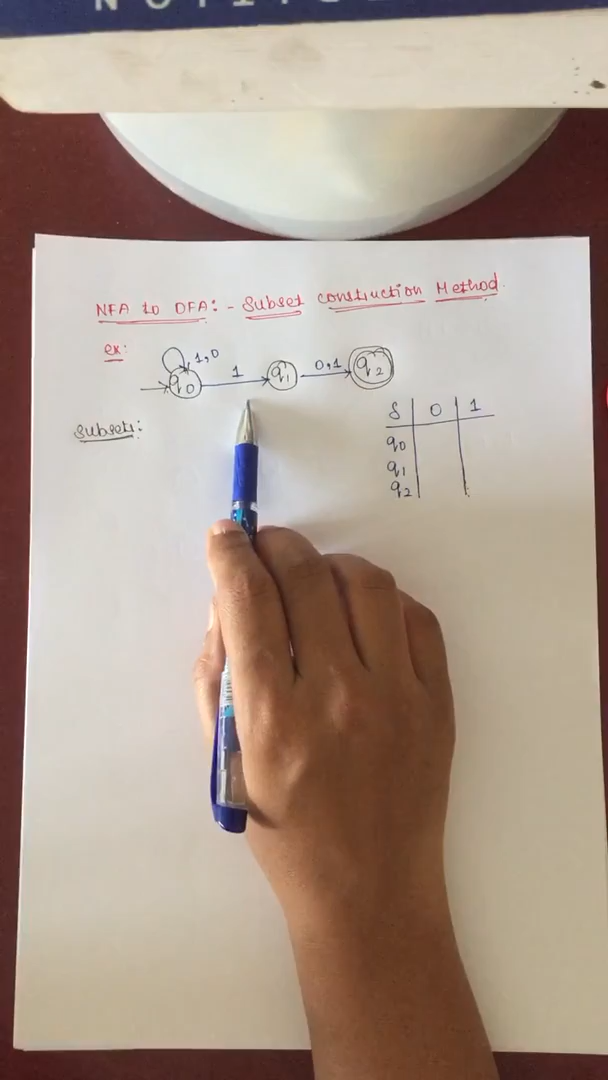 NFA to DFA: - Subset construction Method.
ex:
1,0
q0 1 q1 0,1 q2
Subsets:
δ 0 1
q0
q1
q2